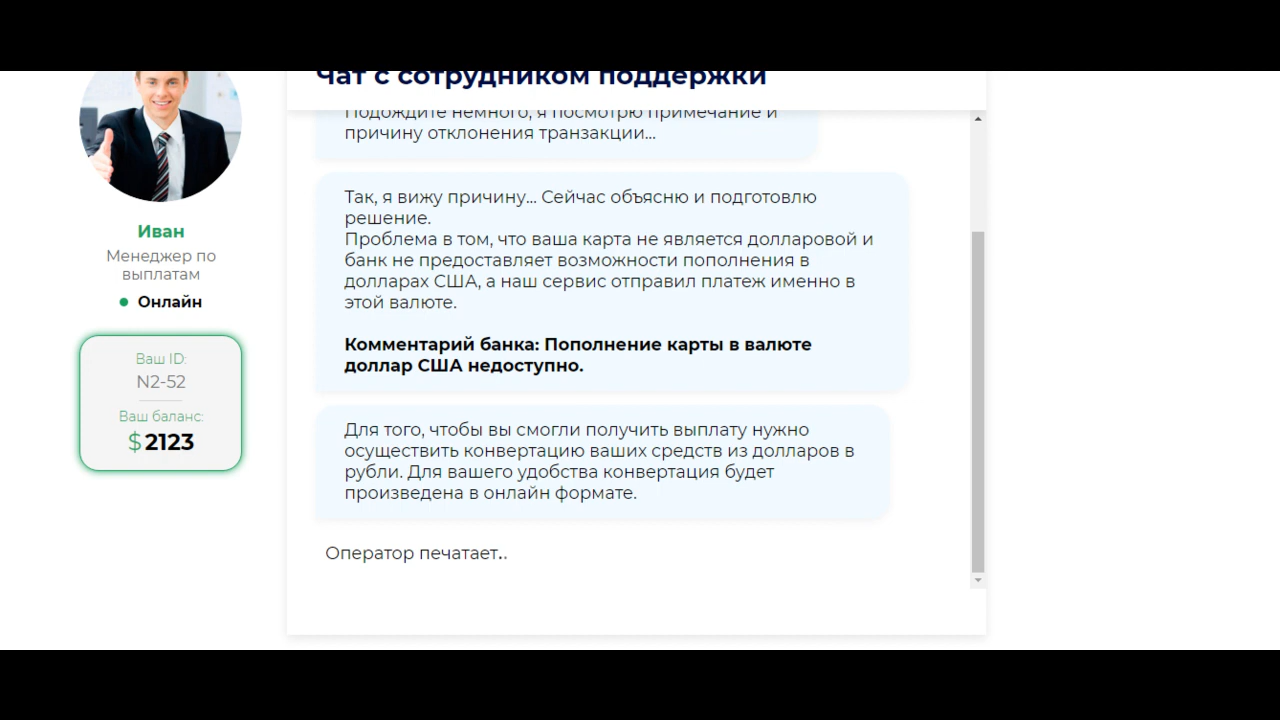 Чат с сотрудником поддержки
Подождите немного, я посмотрю примечание и
причину отклонения транзакции...
Так, я вижу причину... Сейчас объясню и подготовлю
решение.
Проблема в том, что ваша карта не является долларовой и
банк не предоставляет возможности пополнения в
долларах США, а наш сервис отправил платеж именно в
этой валюте.
Комментарий банка: Пополнение карты в валюте
доллар США недоступно.
Для того, чтобы вы смогли получить выплату нужно
осуществить конвертацию ваших средств из долларов в
рубли. Для вашего удобства конвертация будет
произведена в онлайн формате.
Оператор печатает..
Иван
Менеджер по
выплатам
Онлайн
Ваш ID:
N2-52
Ваш баланс:
$2123